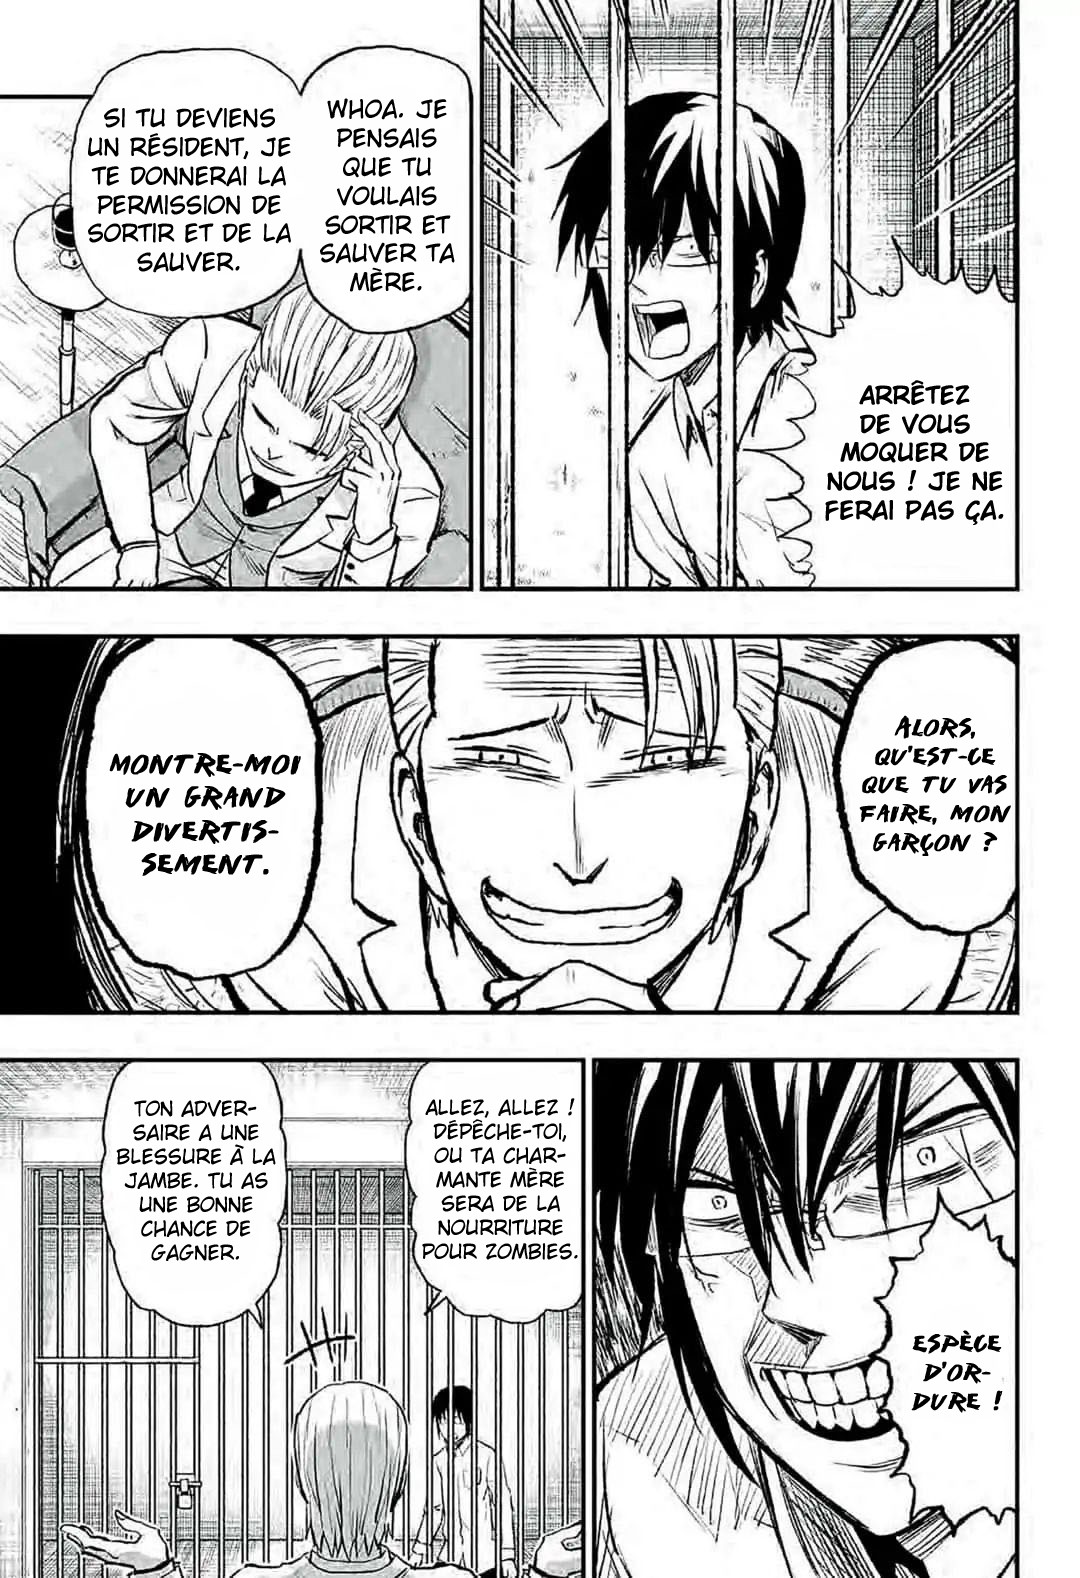 ARRÊTEZ
DE VOUS
MOQUER DE
NOUS ! JE NE
FERAI PAS ÇA.
WHOA. JE
PENSAIS
QUE TU
VOULAIS
SORTIR ET
SAUVER TA
MÈRE.
SI TU DEVIENS
UN RÉSIDENT, JE
TE DONNERAI LA
PERMISSION DE
SORTIR ET DE LA
SAUVER.
ALORS,
QU'EST-CE
QUE TU VAS
FAIRE, MON
GARÇON ?
MONTRE-MOI
UN GRAND
DIVERTIS-
SEMENT.
ESPÈCE
D'OR-
DURE !
ALLEZ, ALLEZ !
DÉPÊCHE-TOI,
OU TA CHAR-
MANTE MÈRE
SERA DE LA
NOURRITURE
POUR ZOMBIES.
TON ADVER-
SAIRE A UNE
BLESSURE À LA
JAMBE. TU AS
UNE BONNE
CHANCE DE
GAGNER.